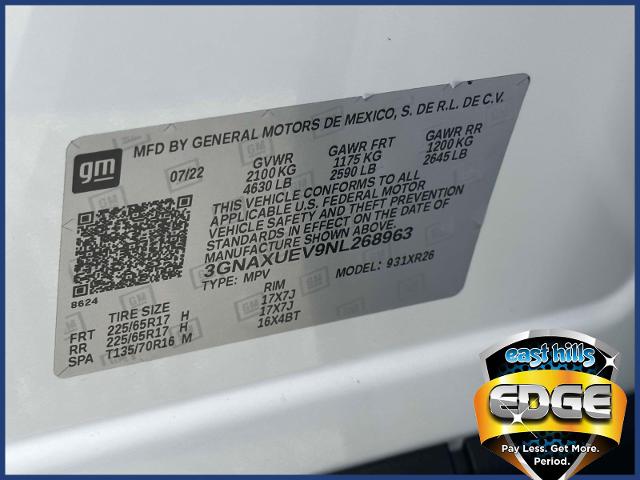 gm
MFD BY GENERAL MOTORS DE MEXICO, S. DE R.L. DE C.V.
07/22 GVWR GAWR FRT GAWR RR
2100 KG 1175 KG 1200 KG
4630 LB 2590 LB 2645 LB
THIS VEHICLE CONFORMS TO ALL
APPLICABLE U.S. FEDERAL MOTOR
VEHICLE SAFETY AND THEFT PREVENTION
STANDARDS IN EFFECT ON THE DATE OF
MANUFACTURE SHOWN ABOVE.
3GNAXUEV9NL268963
TYPE: MPV MODEL: 931XR26
8624
TIRE SIZE RIM
FRT 225/65R17 H 17X7J
RR 225/65R17 H 17X7J
SPA T135/70R16 M 16X4BT
east hills
EDGE
Pay Less. Get More.
Period.